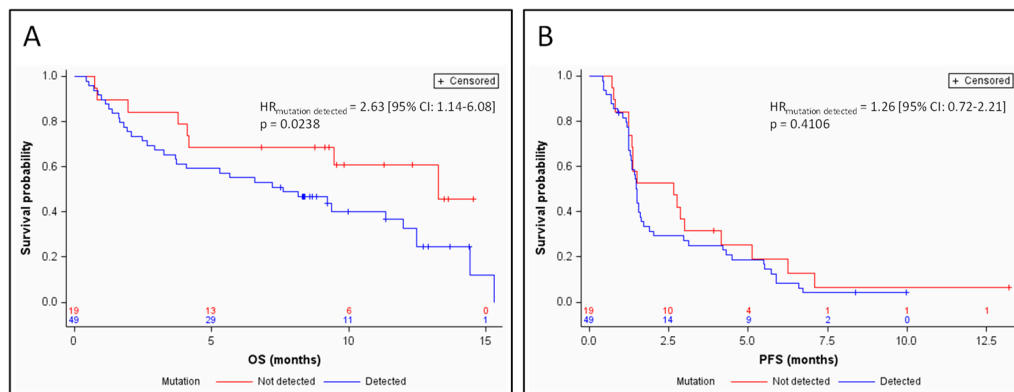 A
+ Censored
HRmutation detected = 2.63 [95% CI: 1.14-6.08]
p = 0.0238
Survival probability
1.0
0.8
0.6
0.4
0.2
0.0
19 13 6 0
49 29 11 1
0 5 10 15
OS (months)
Mutation Not detected Detected
B
+ Censored
HRmutation detected = 1.26 [95% CI: 0.72-2.21]
p = 0.4106
Survival probability
1.0
0.8
0.6
0.4
0.2
0.0
19 10 4 1 1 1
49 14 9 2 0
0.0 2.5 5.0 7.5 10.0 12.5
PFS (months)
Mutation Not detected Detected